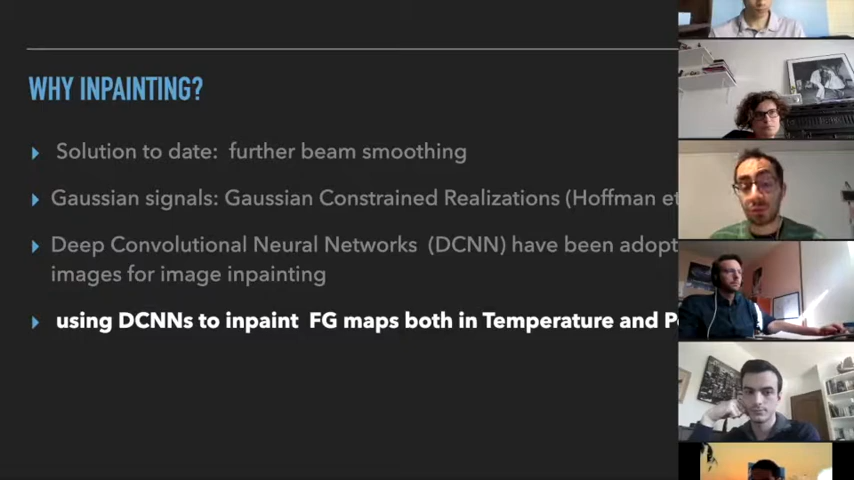 WHY INPAINTING?
Solution to date: further beam smoothing
Gaussian signals: Gaussian Constrained Realizations (Hoffman et
Deep Convolutional Neural Networks (DCNN) have been adopt
images for image inpainting
using DCNNs to inpaint FG maps both in Temperature and P